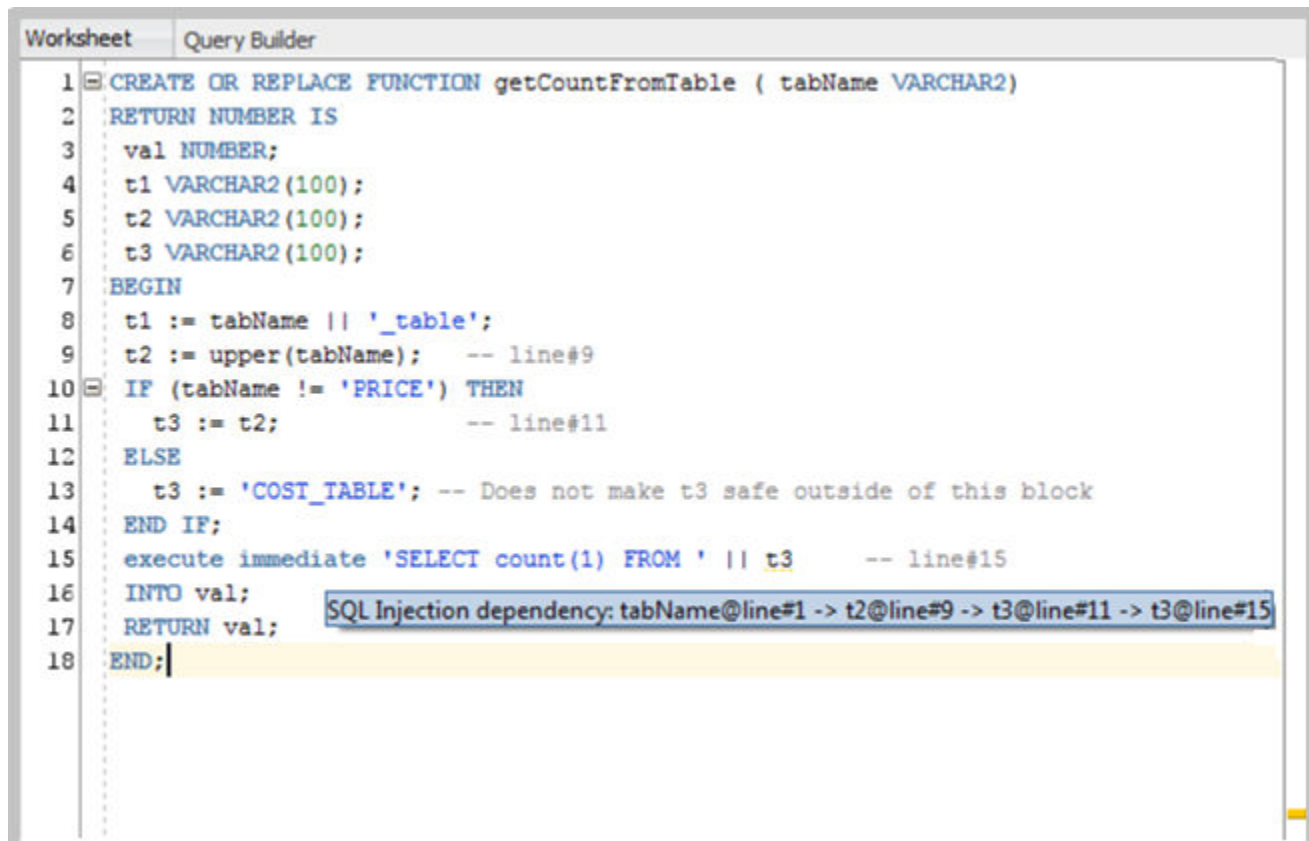 Worksheet Query Builder
1 CREATE OR REPLACE FUNCTION getCountFromTable ( tabName VARCHAR2)
2 RETURN NUMBER IS
3 val NUMBER;
4 t1 VARCHAR2(100);
5 t2 VARCHAR2(100);
6 t3 VARCHAR2(100);
7 BEGIN
8 t1 := tabName || '_table';
9 t2 := upper(tabName); -- line#9
10 IF (tabName != 'PRICE') THEN
11 t3 := t2; -- line#11
12 ELSE
13 t3 := 'COST_TABLE'; -- Does not make t3 safe outside of this block
14 END IF;
15 execute immediate 'SELECT count(1) FROM ' || t3 -- line#15
16 INTO val;
SQL Injection dependency: tabName@line#1 -> t2@line#9 -> t3@line#11 -> t3@line#15
17 RETURN val;
18 END;